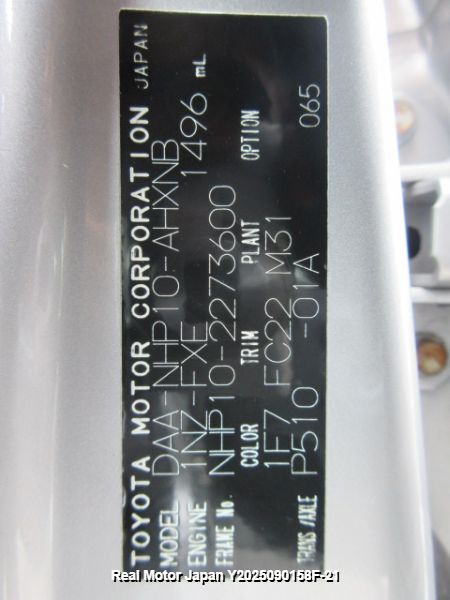 TOYOTA MOTOR CORPORATION JAPAN
MODEL DAA-NHP10-AHXNB
ENGINE 1NZ-FXE 1496 mL
FRAME No. NHP10-2273600
COLOR TRIM PLANT OPTION
1F7 FC22 M31 065
TRANS/AXLE P510 -01A
Real Motor Japan Y2025090158F-21